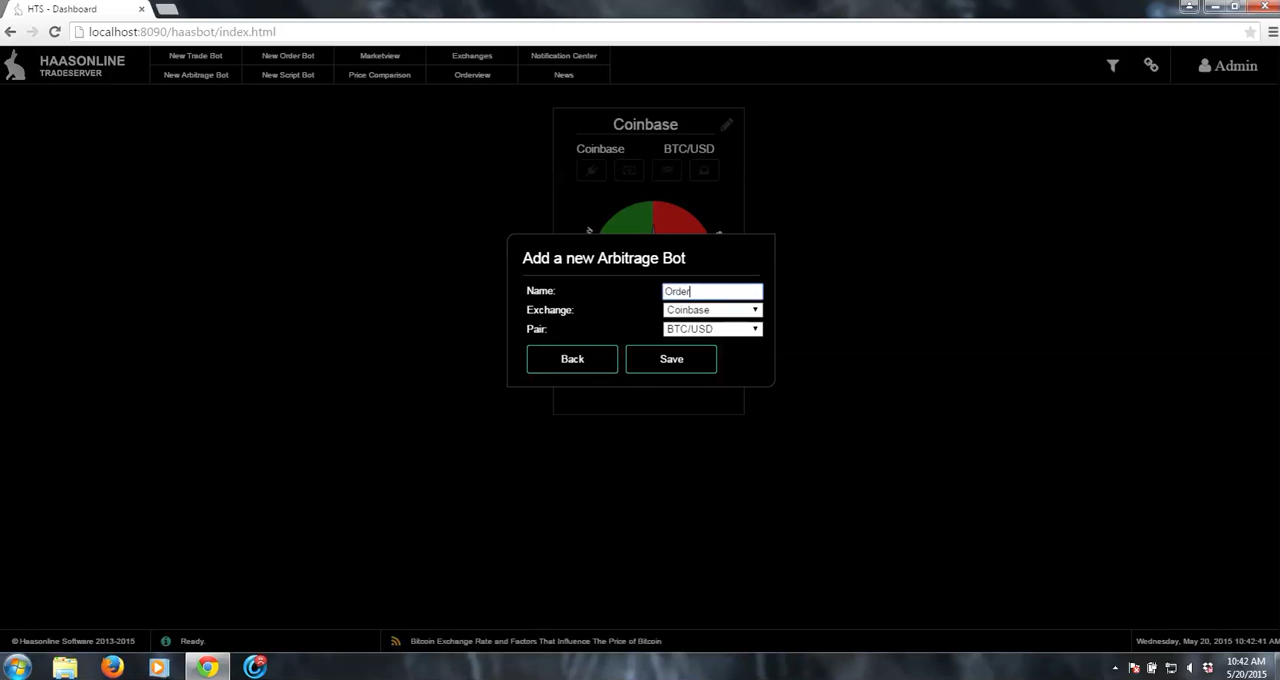 HTS - Dashboard
localhost:8090/haasbot/index.html
HAASONLINE
TRADESERVER
New Trade Bot
New Order Bot
Marketview
Exchanges
Notification Center
New Arbitrage Bot
New Script Bot
Price Comparison
Orderview
News
Admin
Coinbase
Coinbase BTC/USD
Add a new Arbitrage Bot
Name: Order
Exchange: Coinbase
Pair: BTC/USD
Back Save
© Haasonline Software 2013-2015
Ready.
Bitcoin Exchange Rate and Factors That Influence The Price of Bitcoin
Wednesday, May 20, 2015 10:42:41 AM
10:42 AM
5/20/2015